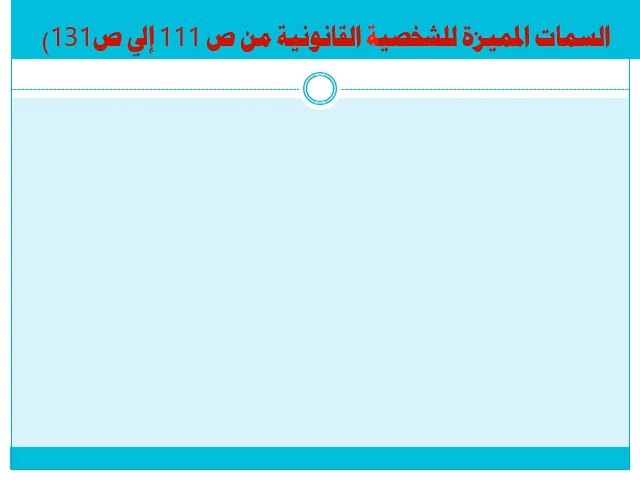 السمات المميزة للشخصية القانونية من ص 111 إلي ص131)